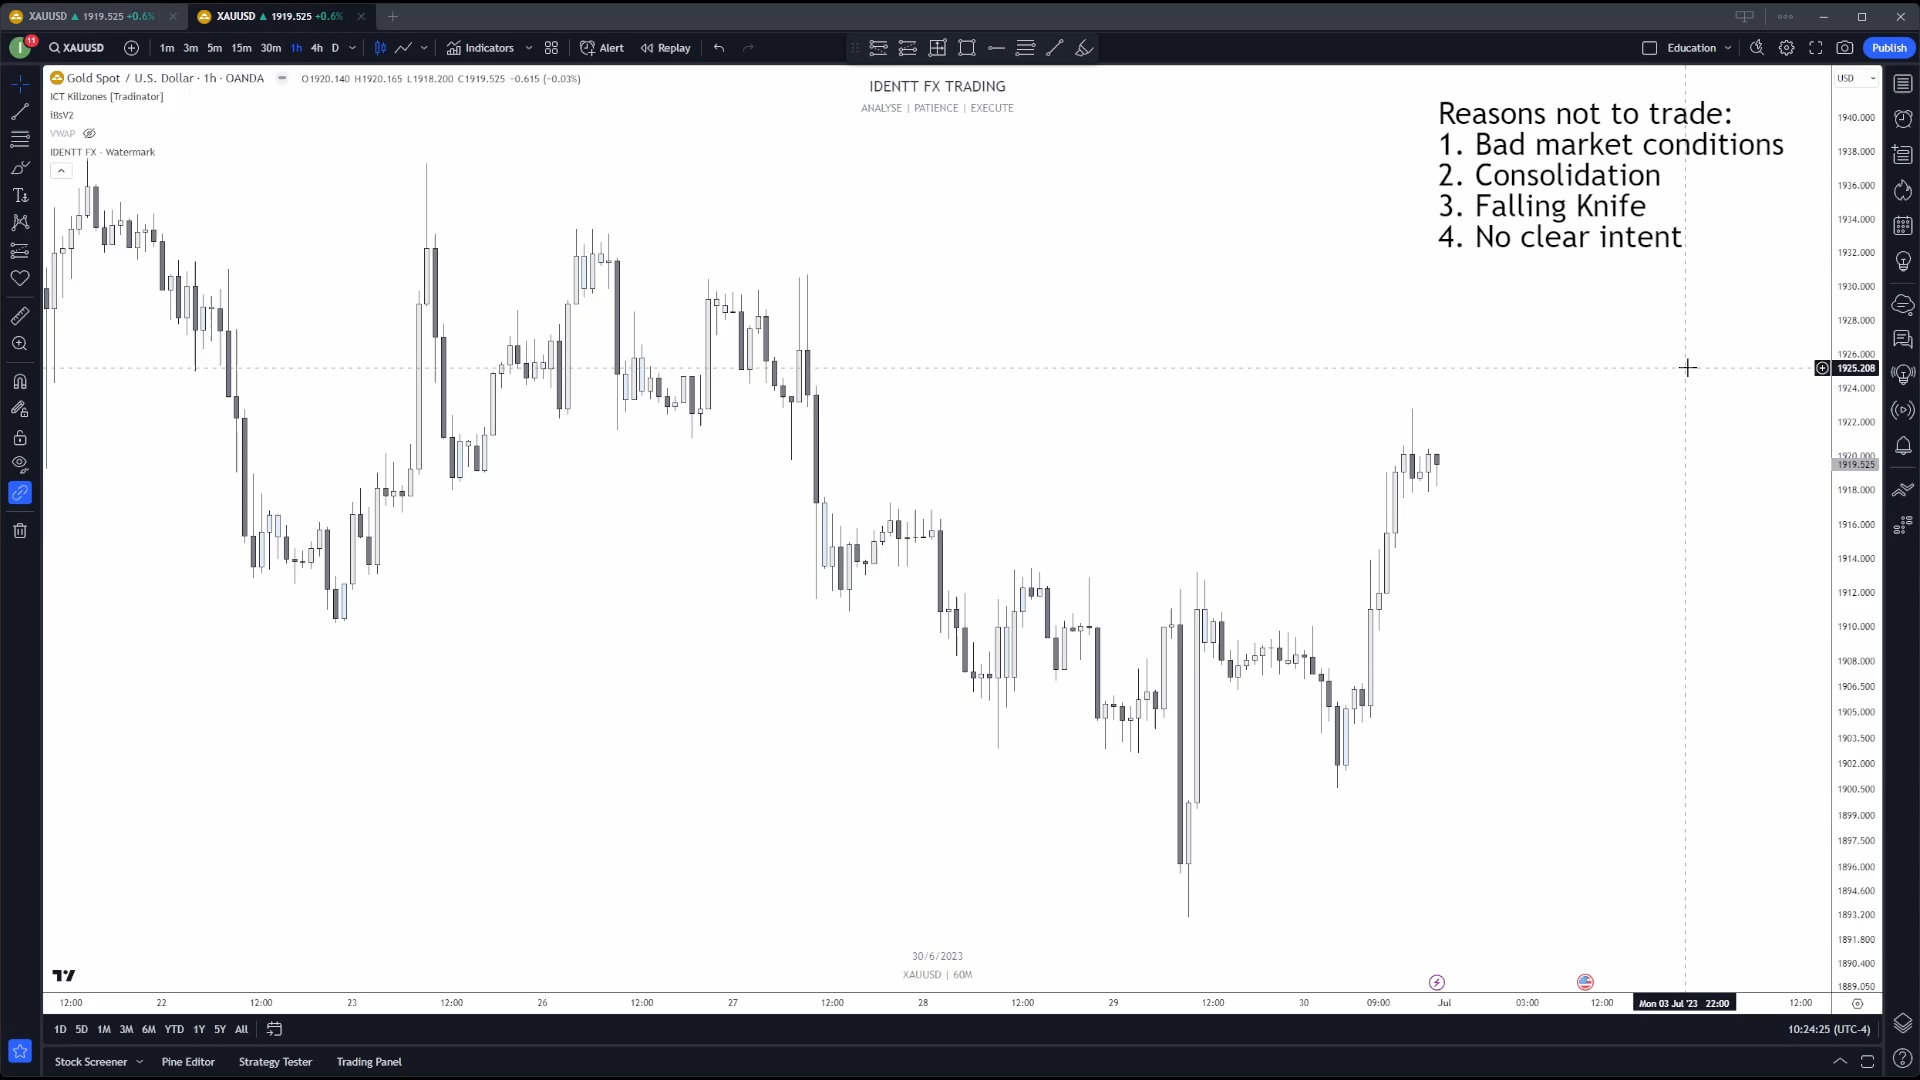 XAUUSD ▲ 1919.525 +0.6%
XAUUSD ▲ 1919.525 +0.6%
11
XAUUSD
1m 3m 5m 15m 30m 1h 4h D
Indicators
Alert
Replay
Education
Publish
Gold Spot / U.S. Dollar · 1h · OANDA
O1920.140 H1920.165 L1918.200 C1919.525 −0.615 (−0.03%)
ICT Killzones [Tradinator]
iBsV2
VWAP
IDENTT FX - Watermark
IDENTT FX TRADING
ANALYSE | PATIENCE | EXECUTE
Reasons not to trade:
1. Bad market conditions
2. Consolidation
3. Falling Knife
4. No clear intent
USD
1940.000
1938.000
1936.000
1934.000
1932.000
1930.000
1928.000
1926.000
1925.208
1924.000
1922.000
1920.000
1919.525
1918.000
1916.000
1914.000
1912.000
1910.000
1908.000
1906.500
1905.000
1903.500
1902.000
1900.500
1899.000
1897.500
1896.000
1894.600
1893.200
1891.800
1890.400
1889.050
30/6/2023
XAUUSD | 60M
12:00 22 12:00 23 12:00 26 12:00 27 12:00 28 12:00 29 12:00 30 09:00 Jul 03:00 12:00 Mon 03 Jul '23 22:00 12:00
1D 5D 1M 3M 6M YTD 1Y 5Y All
10:24:25 (UTC-4)
Stock Screener
Pine Editor
Strategy Tester
Trading Panel